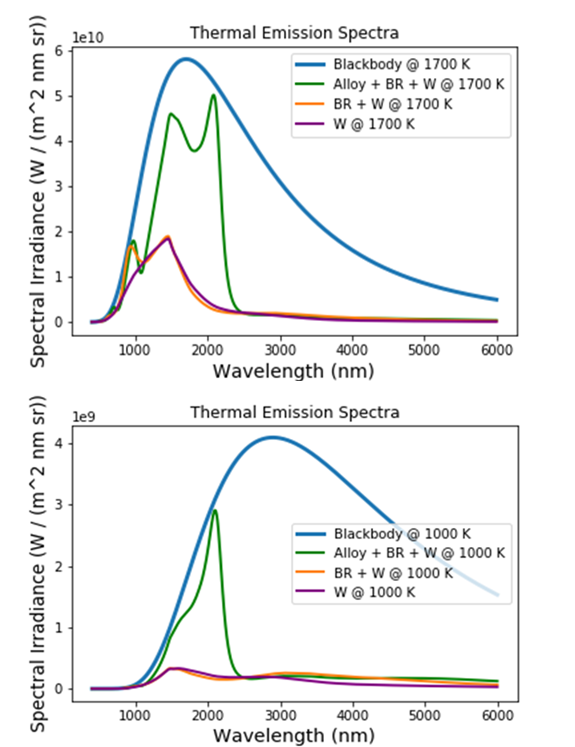 Thermal Emission Spectra
1e10
Spectral Irradiance (W / (m^2 nm sr))
6
5
4
3
2
1
0
Blackbody @ 1700 K
Alloy + BR + W @ 1700 K
BR + W @ 1700 K
W @ 1700 K
1000 2000 3000 4000 5000 6000
Wavelength (nm)
Thermal Emission Spectra
1e9
Spectral Irradiance (W / (m^2 nm sr))
4
3
2
1
0
Blackbody @ 1000 K
Alloy + BR + W @ 1000 K
BR + W @ 1000 K
W @ 1000 K
1000 2000 3000 4000 5000 6000
Wavelength (nm)